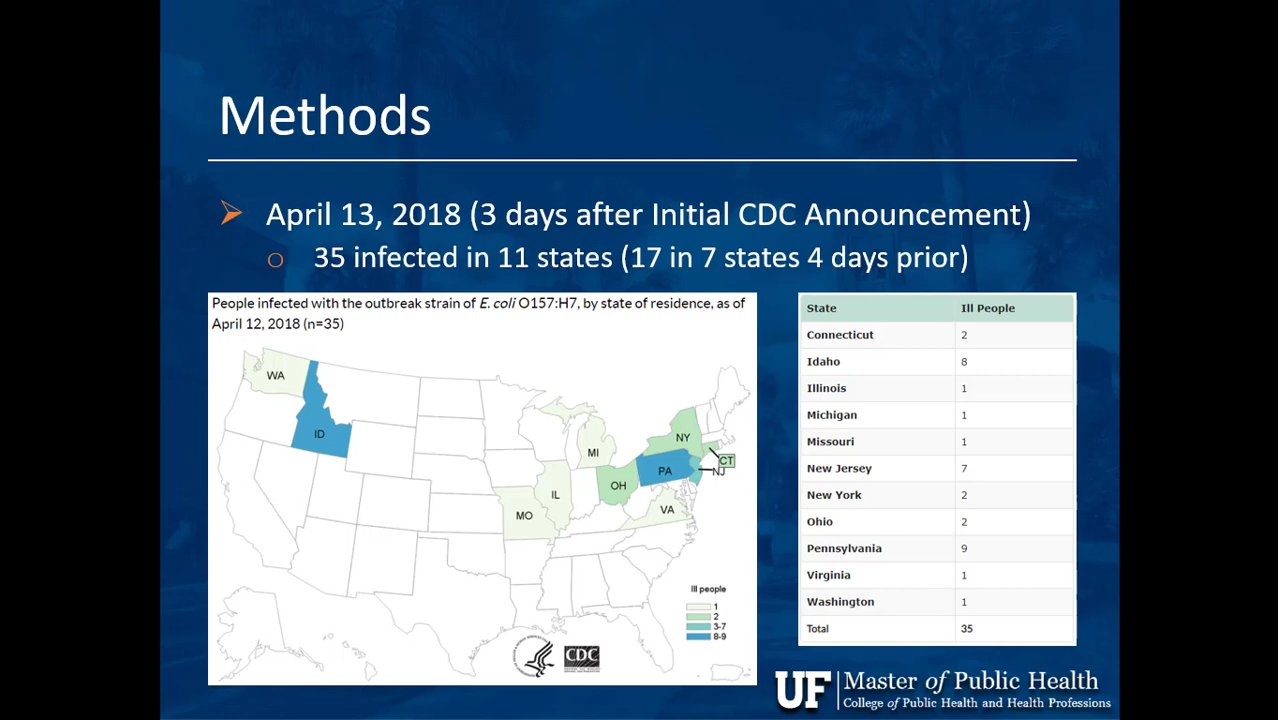 Methods
April 13, 2018 (3 days after Initial CDC Announcement)
35 infected in 11 states (17 in 7 states 4 days prior)
People infected with the outbreak strain of E. coli O157:H7, by state of residence, as of
April 12, 2018 (n=35)
WA
ID
MI
NY
CT
NJ
PA
OH
IL
MO
VA
Ill people
1
2
3-7
8-9
CDC
State Ill People
Connecticut 2
Idaho 8
Illinois 1
Michigan 1
Missouri 1
New Jersey 7
New York 2
Ohio 2
Pennsylvania 9
Virginia 1
Washington 1
Total 35
UF Master of Public Health
College of Public Health and Health Professions